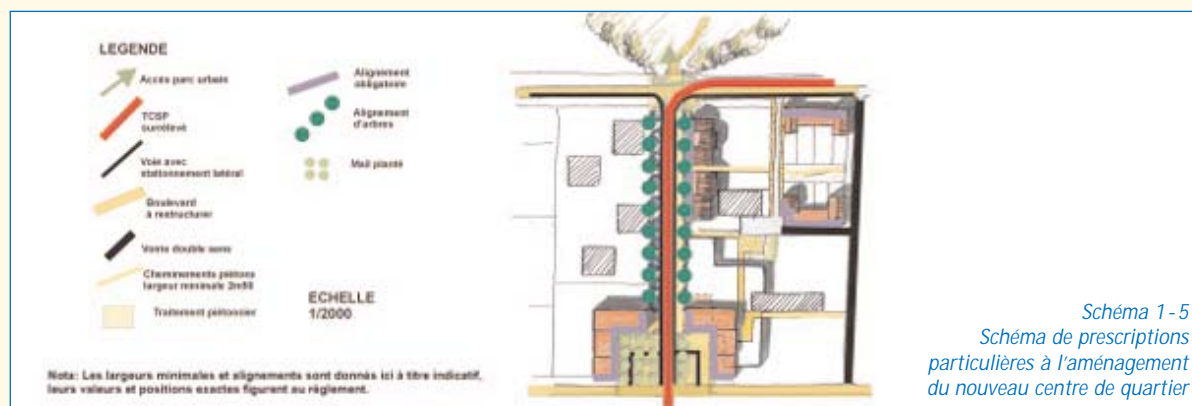 LEGENDE
Accès parc urbain
TCSP
surrélevé
Voie avec
stationnement latéral
Boulevard
à restructurer
Voirie double sens
Cheminements piétons
largeur minimale 2m50
Traitement piétonnier
Alignement
obligatoire
Alignement
d'arbres
Mail planté
ECHELLE
1/2000
Nota: Les largeurs minimales et alignements sont donnés ici à titre indicatif,
leurs valeurs et positions exactes figurent au règlement.
Schéma 1-5
Schéma de prescriptions
particulières à l'aménagement
du nouveau centre de quartier